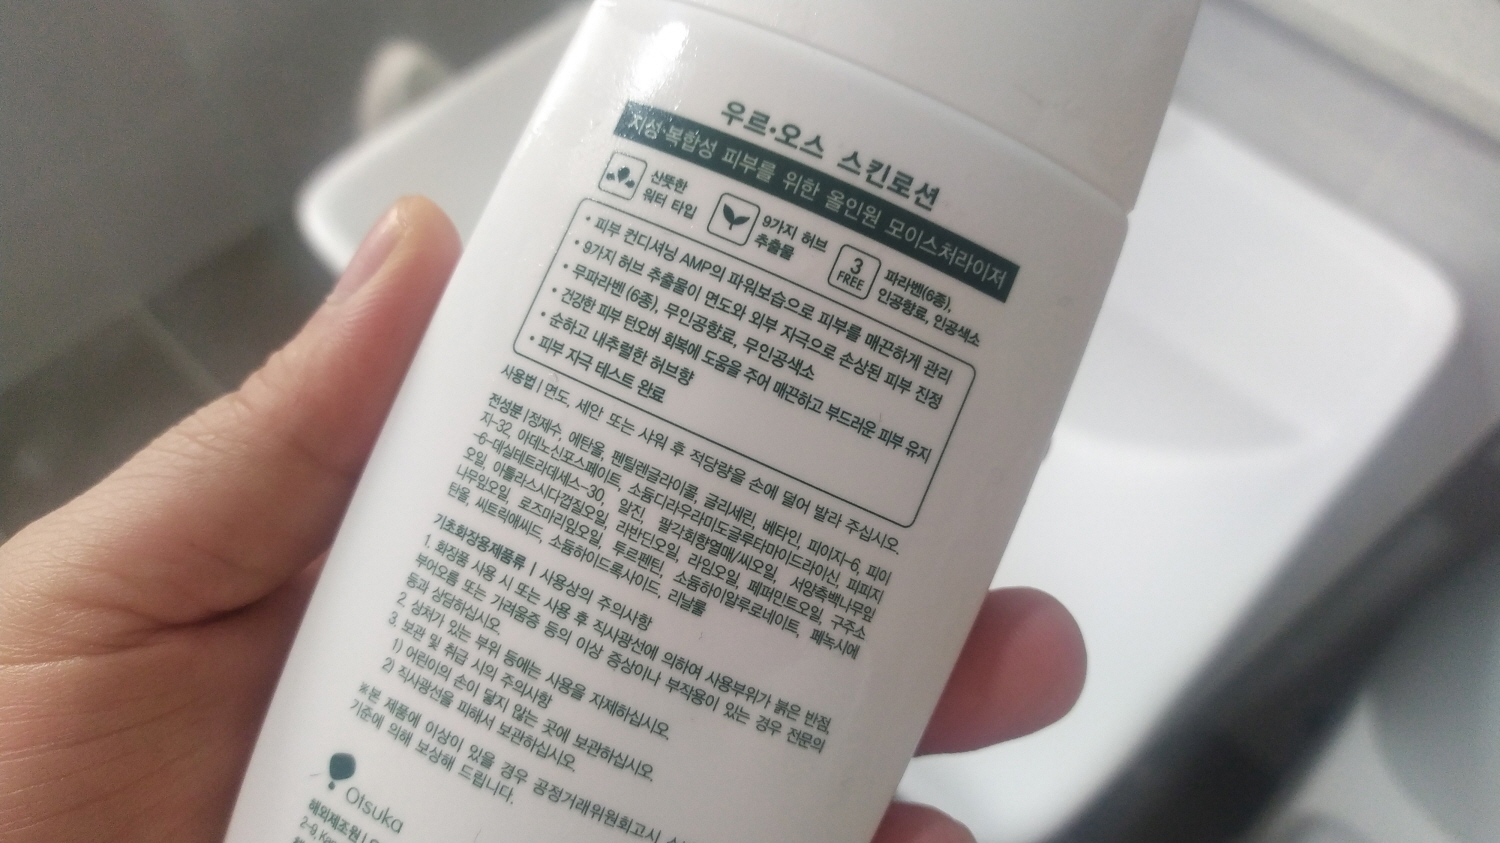 우르·오스 스킨로션
지성·복합성 피부를 위한 올인원 모이스처라이저
산뜻한
워터 타입
9가지 허브
추출물
3
FREE
파라벤(6종),
인공향료, 인공색소
• 피부 컨디셔닝 AMP의 파워보습으로 피부를 매끈하게 관리
• 9가지 허브 추출물이 면도와 외부 자극으로 손상된 피부 진정
• 무파라벤(6종), 무인공향료, 무인공색소
• 건강한 피부 턴오버 회복에 도움을 주어 매끈하고 부드러운 피부 유지
• 순하고 내추럴한 허브향
• 피부 자극 테스트 완료
사용법 | 면도, 세안 또는 샤워 후 적당량을 손에 덜어 발라 주십시오.
전성분 | 정제수, 에탄올, 펜틸렌글라이콜, 글리세린, 베타인, 피이지-6, 피이
지-32, 아데노신포스페이트, 소듐디라우라미도글루타마이드라이신, 피피지
-6-데실테트라데세스-30, 알진, 팔각회향열매/씨오일, 서양측백나무잎
오일, 아틀라스시다껍질오일, 라반딘오일, 라임오일, 페퍼민트오일, 구주소
나무잎오일, 로즈마리잎오일, 투르펜틴, 소듐하이알루로네이트, 페녹시에
탄올, 씨트릭애씨드, 소듐하이드록사이드, 리날룰
기초화장용제품류 | 사용상의 주의사항
1. 화장품 사용 시 또는 사용 후 직사광선에 의하여 사용부위가 붉은 반점,
부어오름 또는 가려움증 등의 이상 증상이나 부작용이 있는 경우 전문의
등과 상담하십시오.
2. 상처가 있는 부위 등에는 사용을 자제하십시오.
3. 보관 및 취급 시의 주의사항
1) 어린이의 손이 닿지 않는 곳에 보관하십시오.
2) 직사광선을 피해서 보관하십시오.
※본 제품에 이상이 있을 경우 공정거래위원회고시
기준에 의해 보상해 드립니다.
Otsuka
해외제조원 |
2-9,